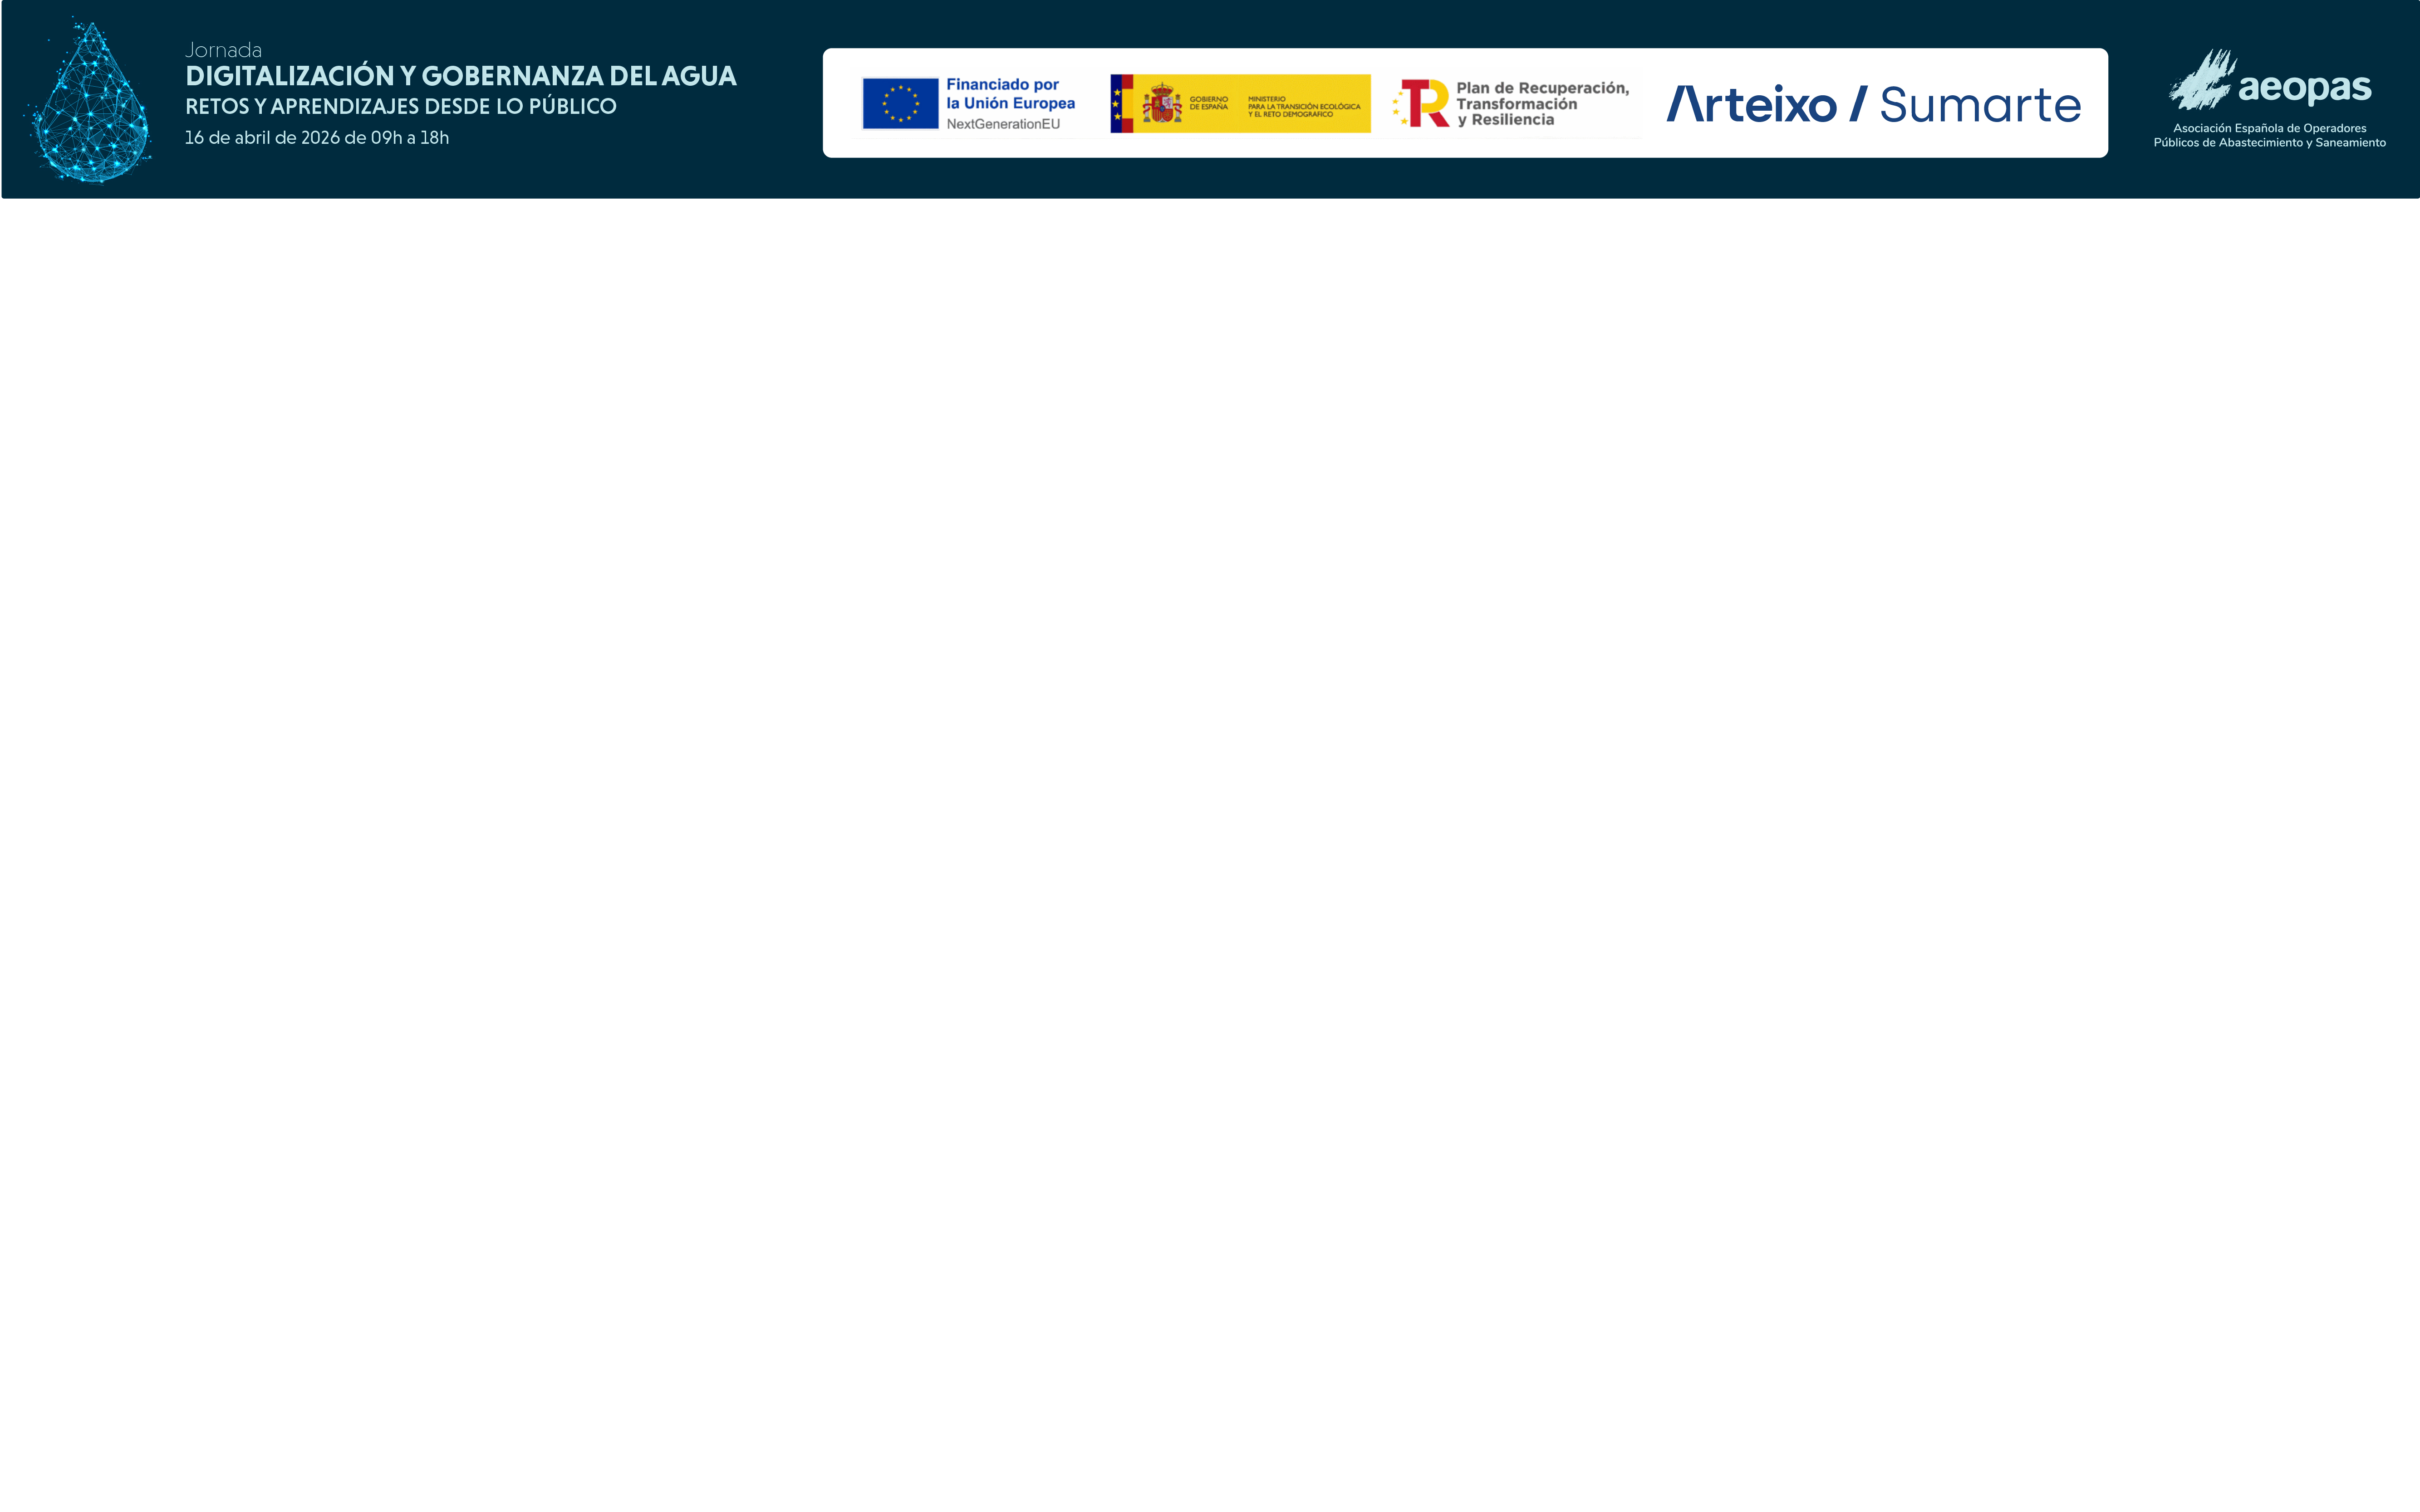 Jornada
DIGITALIZACIÓN Y GOBERNANZA DEL AGUA
RETOS Y APRENDIZAJES DESDE LO PÚBLICO
16 de abril de 2026 de 09h a 18h
Financiado por
la Unión Europea
NextGenerationEU
GOBIERNO
DE ESPAÑA
MINISTERIO
PARA LA TRANSICIÓN ECOLÓGICA
Y EL RETO DEMOGRÁFICO
Plan de Recuperación,
Transformación
y Resiliencia
Arteixo / Sumarte
aeopas
Asociación Española de Operadores
Públicos de Abastecimiento y Saneamiento